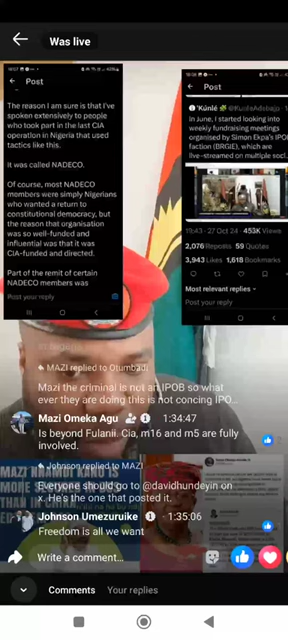 Was live
Post
The reason I am sure is that I've
spoken extensively to people
who took part in the last CIA
operation in Nigeria that used
tactics like this.
It was called NADECO.
Of course, most NADECO
members were simply Nigerians
who wanted a return to
constitutional democracy, but
the reason that organisation
was so well-funded and
influential was that it was
CIA-funded and directed.
Part of the remit of certain
NADECO members was
Post your reply
Post
In June, I started looking into
weekly fundraising meetings
organised by Simon Ekpa's IPOB
faction (BRGIE), which are
live-streamed on multiple soci..
19:43 · 27 Oct 24 · 453K Views
2,076 Reposts 59 Quotes
3,943 Likes 1,618 Bookmarks
Most relevant replies
Post your reply
MAZI replied to Otumbadi
Mazi the criminal is not an IPOB so what
ever they are doing this is not concing IPO...
Mazi Omeka Agu 1:34:47
Is beyond Fulanii. Cia, m16 and m5 are fully
involved.
Johnson replied to MAZI
Everyone should go to @davidhundeyin on
x. He's the one that posted it.
Johnson Umezuruike 1:35:06
Freedom is all we want
MAZI NNAMDI KANU IS
MORE
THAN IN
Write a comment...
Comments Your replies